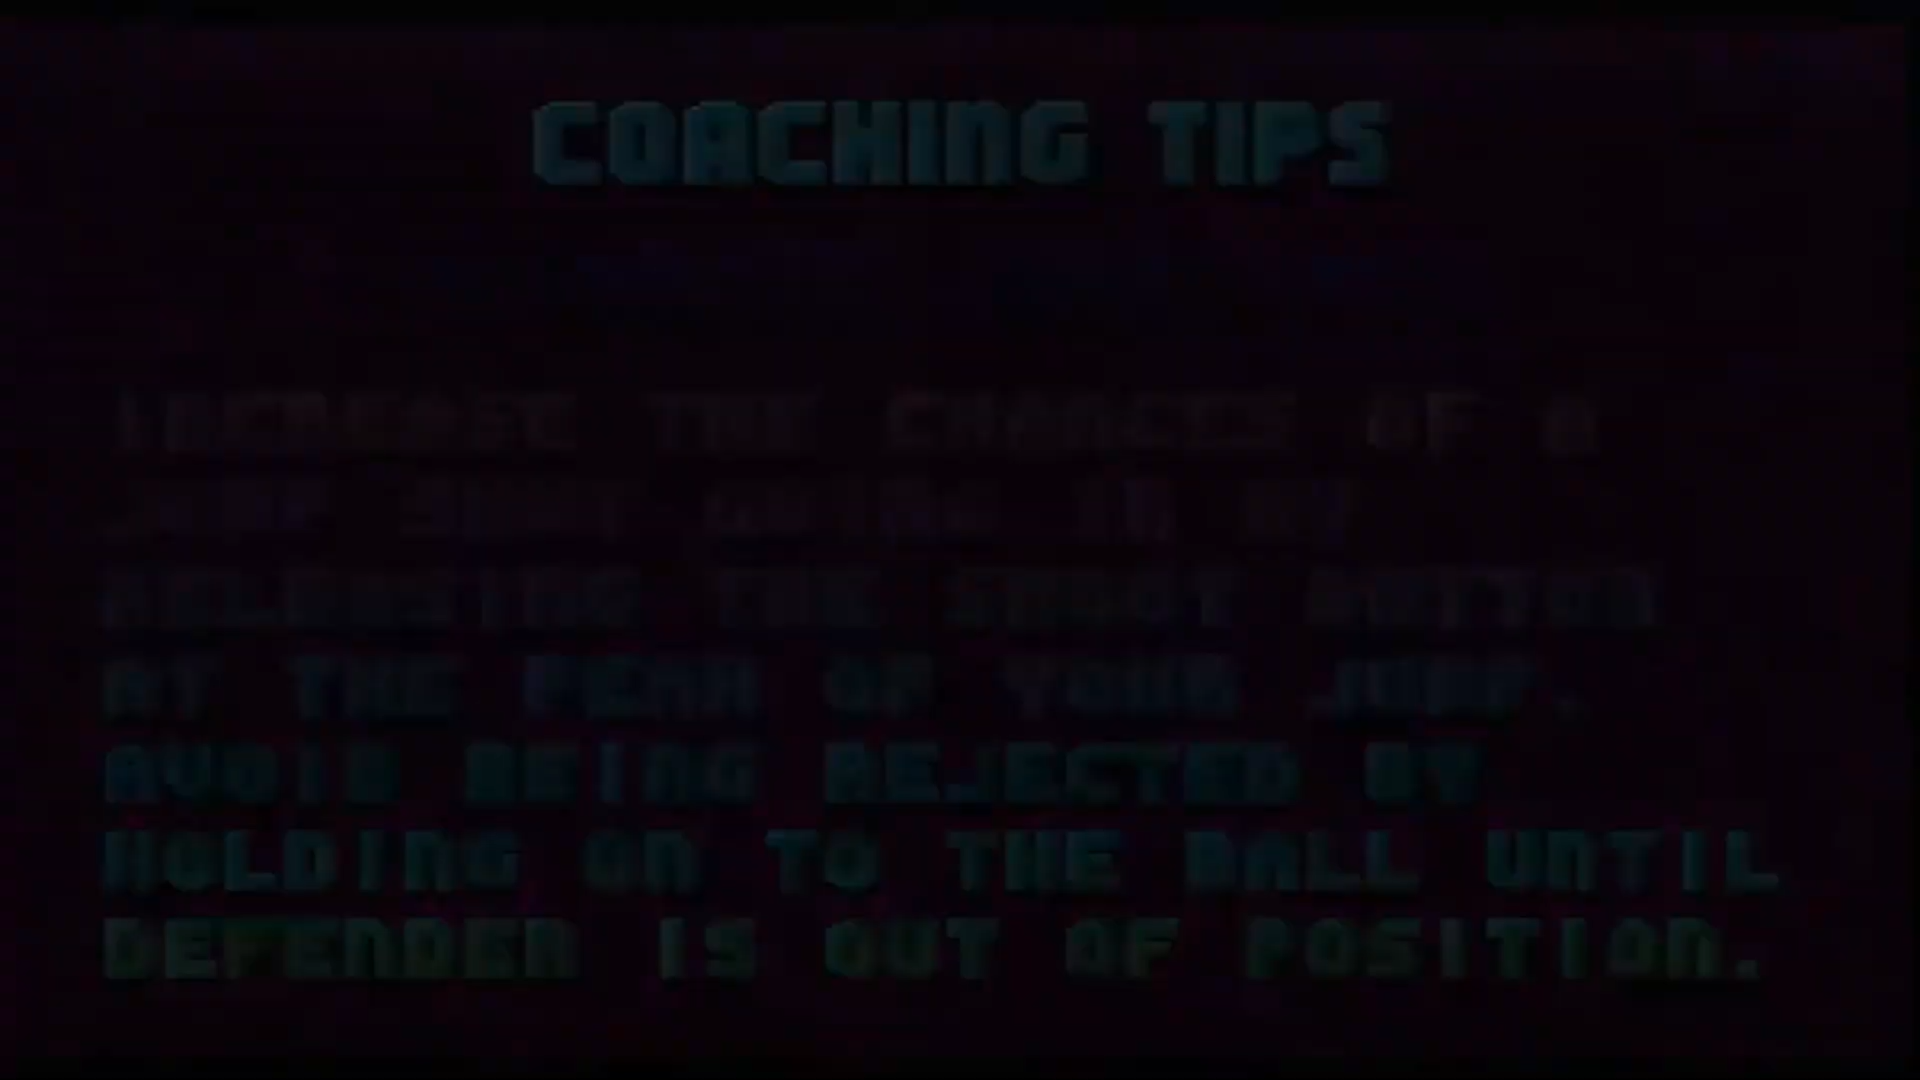 COACHING TIPS
INCREASE THE CHANCES OF A
JUMP SHOT GOING IN BY
RELEASING THE SHOOT BUTTON
AT THE PEAK OF YOUR JUMP.
AVOID BEING REJECTED BY
HOLDING ON TO THE BALL UNTIL
DEFENDER IS OUT OF POSITION.